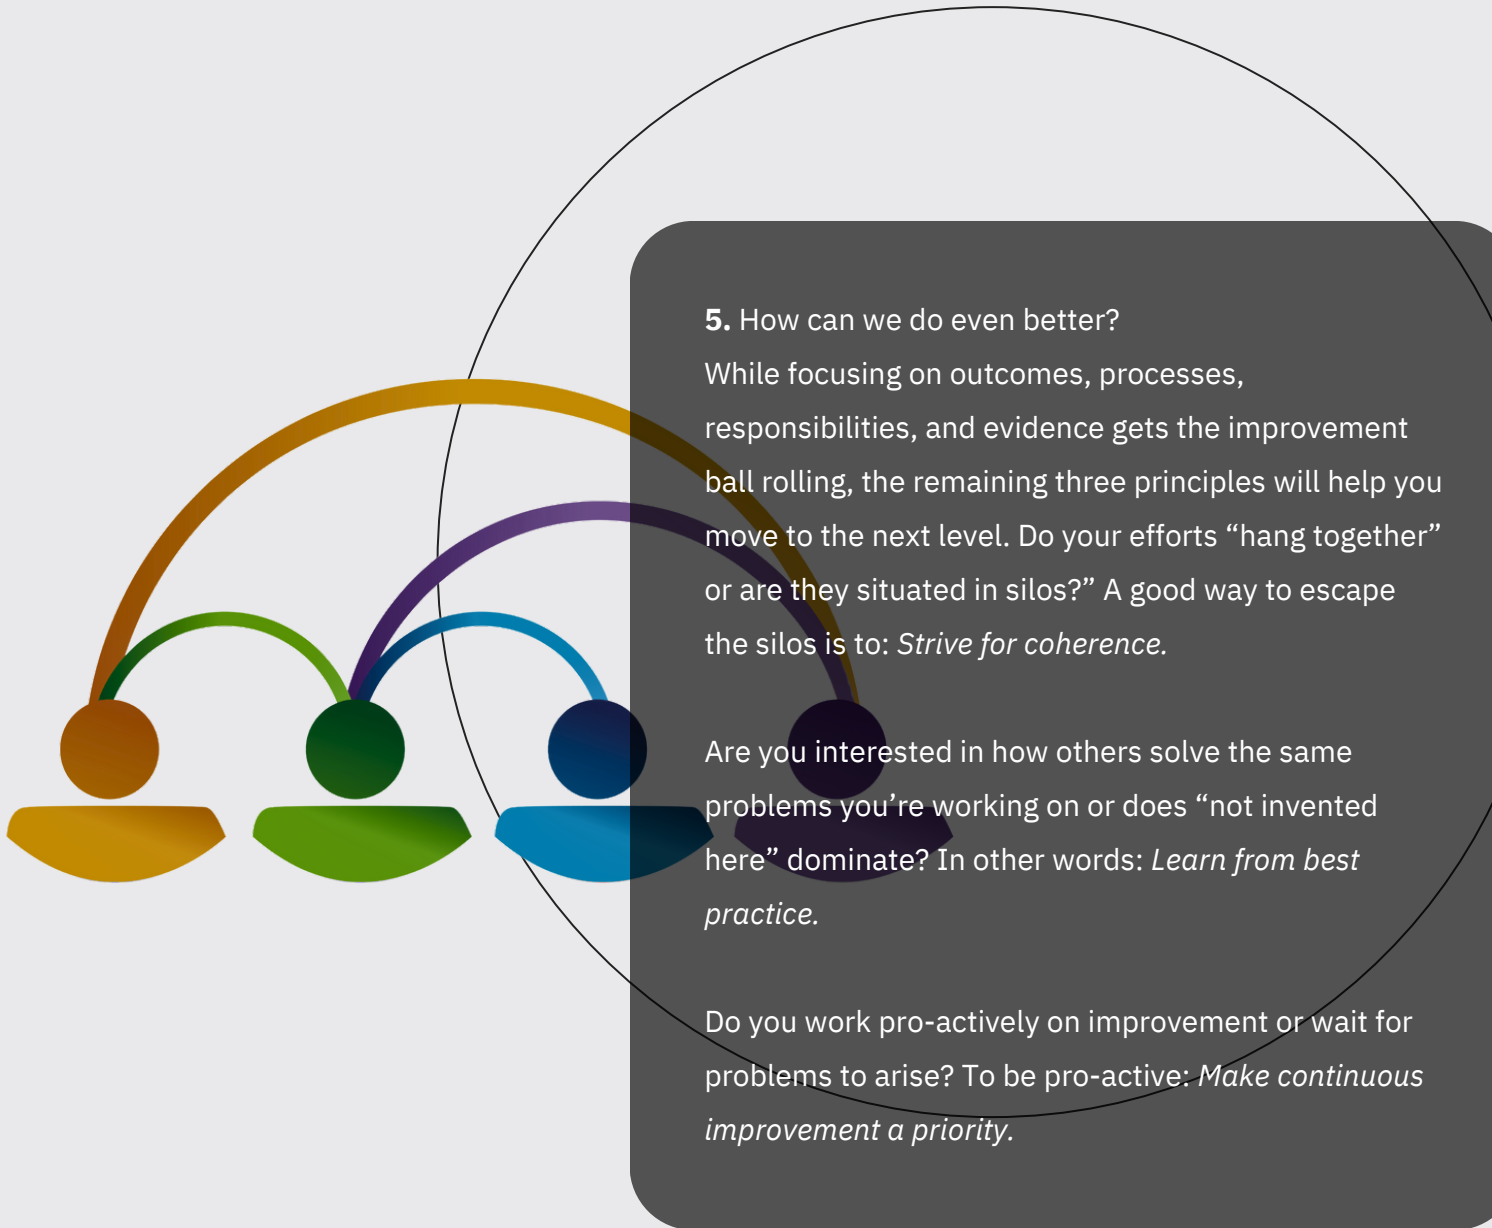 5. How can we do even better?
While focusing on outcomes, processes,
responsibilities, and evidence gets the improvement
ball rolling, the remaining three principles will help you
move to the next level. Do your efforts “hang together”
or are they situated in silos?” A good way to escape
the silos is to: Strive for coherence.
Are you interested in how others solve the same
problems you’re working on or does “not invented
here” dominate? In other words: Learn from best
practice.
Do you work pro-actively on improvement or wait for
problems to arise? To be pro-active: Make continuous
improvement a priority.